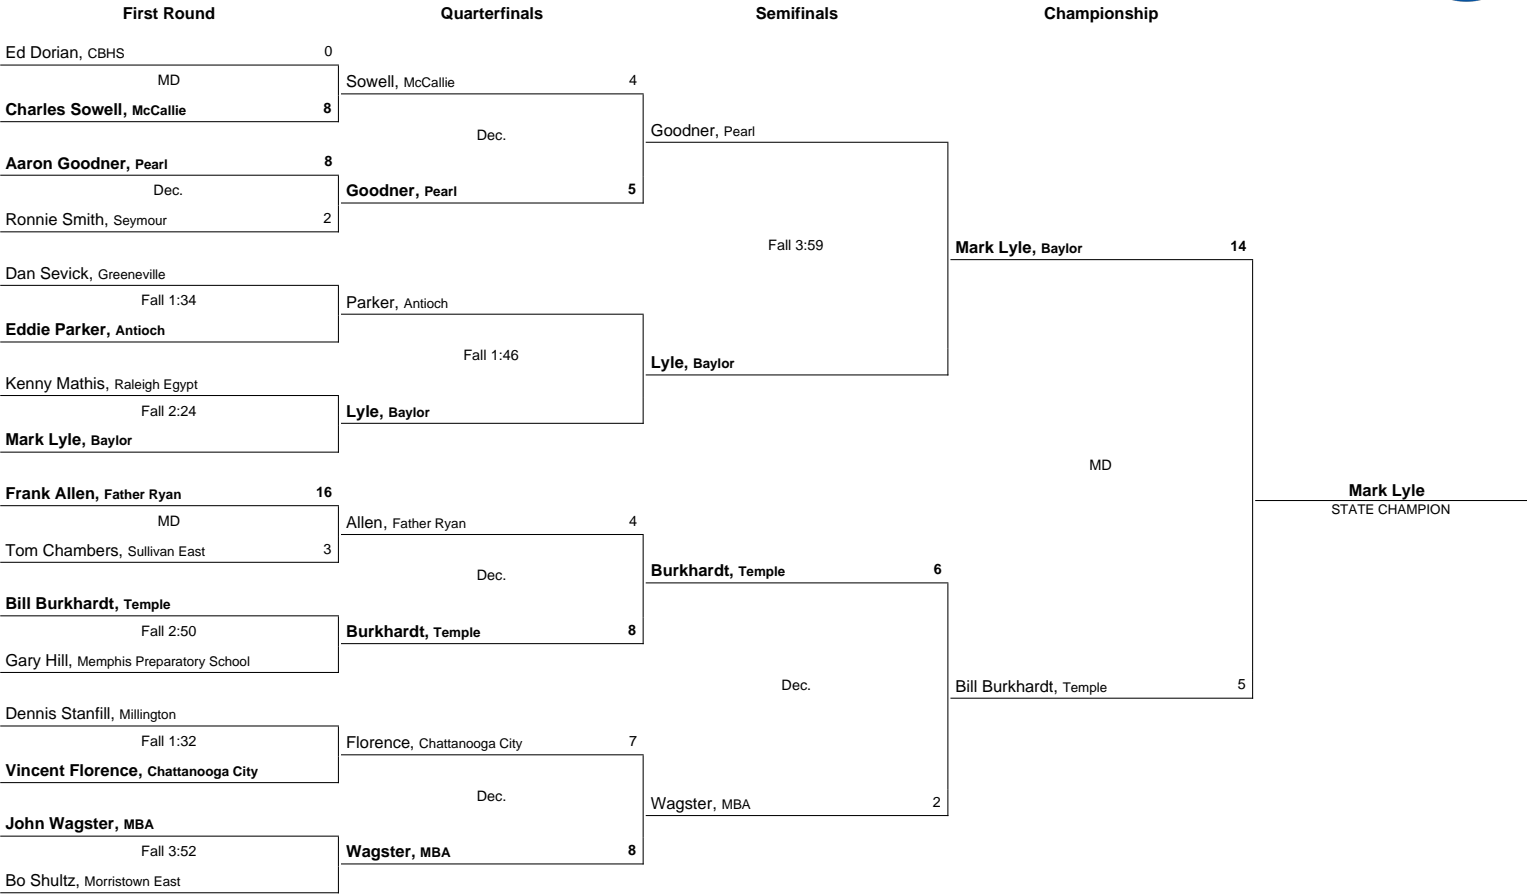 First Round
Quarterfinals
Semifinals
Championship
Ed Dorian, CBHS 0
MD
Charles Sowell, McCallie 8
Aaron Goodner, Pearl 8
Dec.
Ronnie Smith, Seymour 2
Dan Sevick, Greeneville
Fall 1:34
Eddie Parker, Antioch
Kenny Mathis, Raleigh Egypt
Fall 2:24
Mark Lyle, Baylor
Frank Allen, Father Ryan 16
MD
Tom Chambers, Sullivan East 3
Bill Burkhardt, Temple
Fall 2:50
Gary Hill, Memphis Preparatory School
Dennis Stanfill, Millington
Fall 1:32
Vincent Florence, Chattanooga City
John Wagster, MBA
Fall 3:52
Bo Shultz, Morristown East
Sowell, McCallie 4
Dec.
Goodner, Pearl 5
Parker, Antioch
Fall 1:46
Lyle, Baylor
Allen, Father Ryan 4
Dec.
Burkhardt, Temple 8
Florence, Chattanooga City 7
Dec.
Wagster, MBA 8
Goodner, Pearl
Fall 3:59
Lyle, Baylor
Burkhardt, Temple 6
Dec.
Wagster, MBA 2
Mark Lyle, Baylor 14
MD
Bill Burkhardt, Temple 5
Mark Lyle
STATE CHAMPION